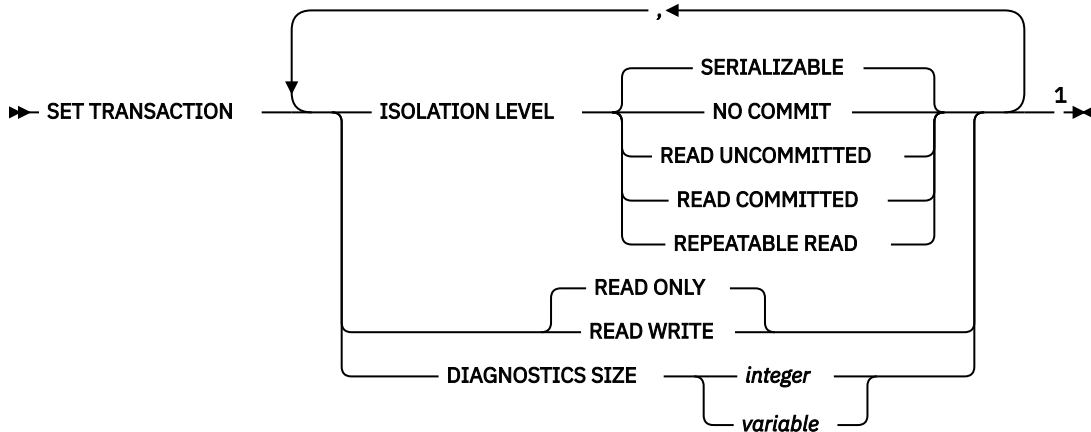 ,
SERIALIZABLE
1
SET TRANSACTION ISOLATION LEVEL NO COMMIT
READ UNCOMMITTED
READ COMMITTED
REPEATABLE READ
READ ONLY
READ WRITE
DIAGNOSTICS SIZE integer
variable